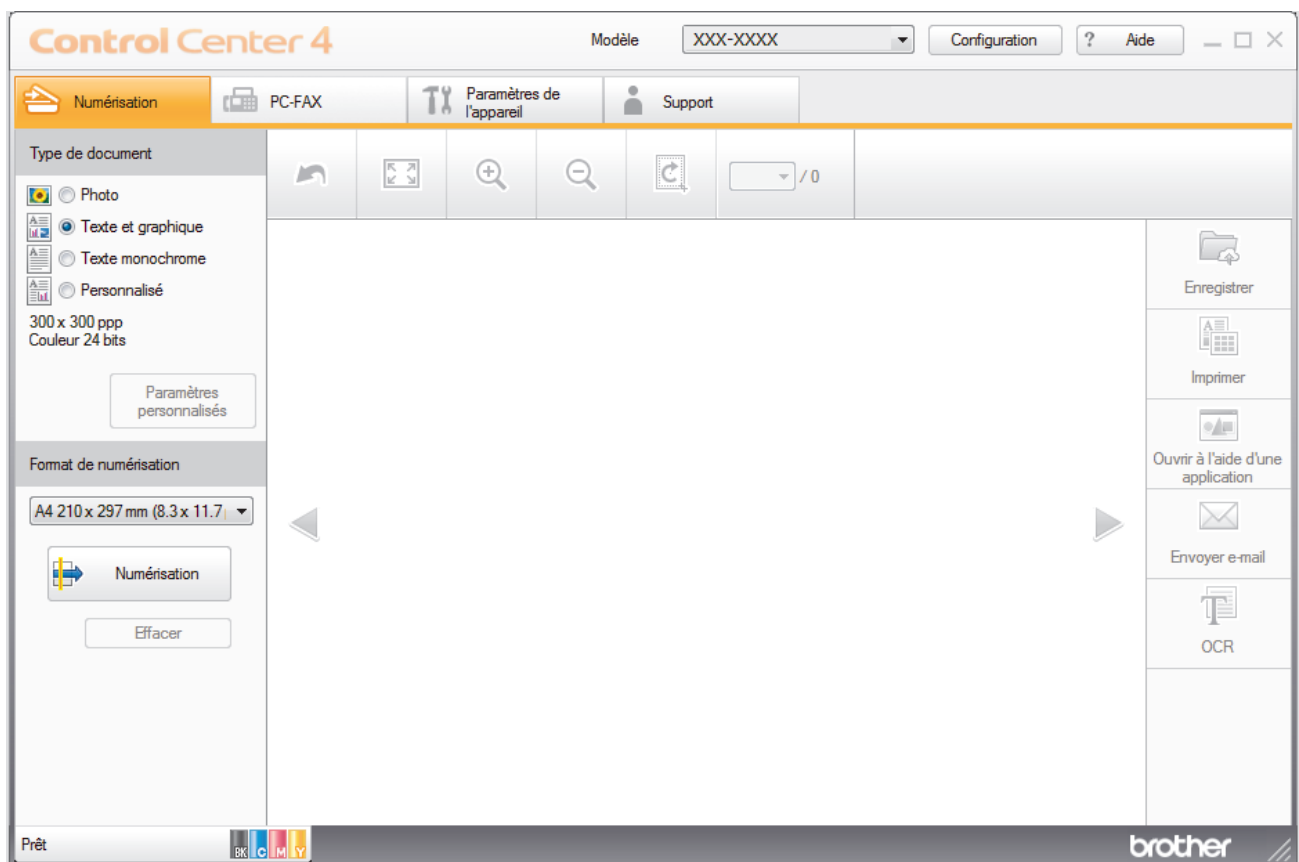 Control Center 4
Modèle
XXX-XXXX
Configuration
? Aide
Numérisation
PC-FAX
Paramètres de
l'appareil
Support
Type de document
/ 0
Photo
Texte et graphique
Texte monochrome
Personnalisé
300 x 300 ppp
Couleur 24 bits
Paramètres
personnalisés
Format de numérisation
A4 210 x 297 mm (8.3 x 11.7
Numérisation
Effacer
Enregistrer
Imprimer
Ouvrir à l'aide d'une
application
Envoyer e-mail
OCR
Prêt
BK C M Y
brother